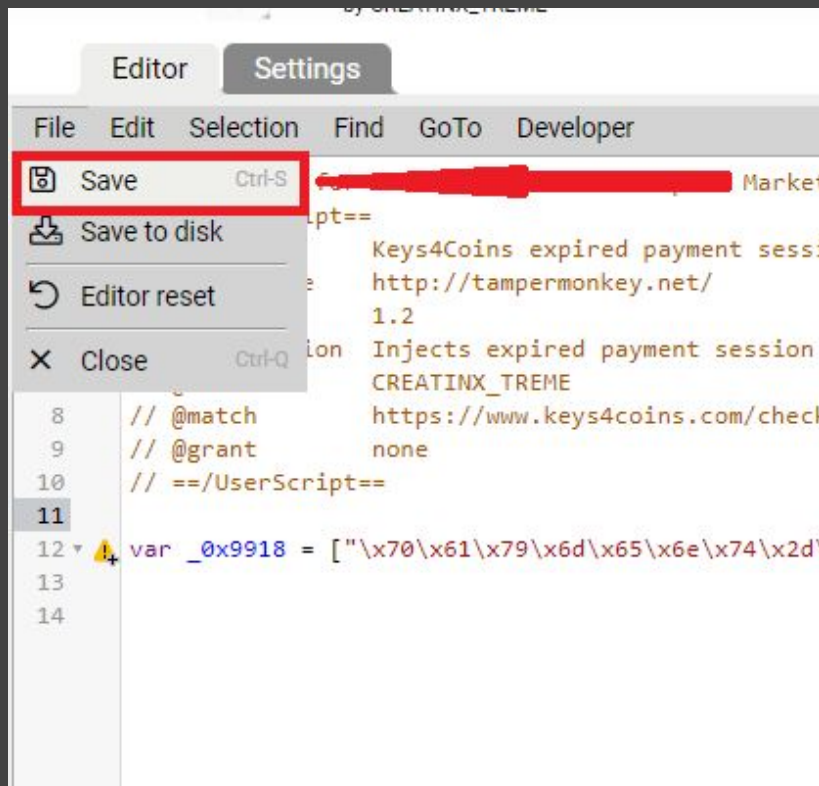 by CREATINX_TREME
Editor Settings
File Edit Selection Find GoTo Developer
Save Ctrl-S Market
Save to disk ipt==
Keys4Coins expired payment sessi
http://tampermonkey.net/
Editor reset
1.2
ion Injects expired payment session
Close Ctrl-Q
CREATINX_TREME
8 // @match https://www.keys4coins.com/check
9 // @grant none
10 // ==/UserScript==
11
12 var _0x9918 = ["\x70\x61\x79\x6d\x65\x6e\x74\x2d\
13
14